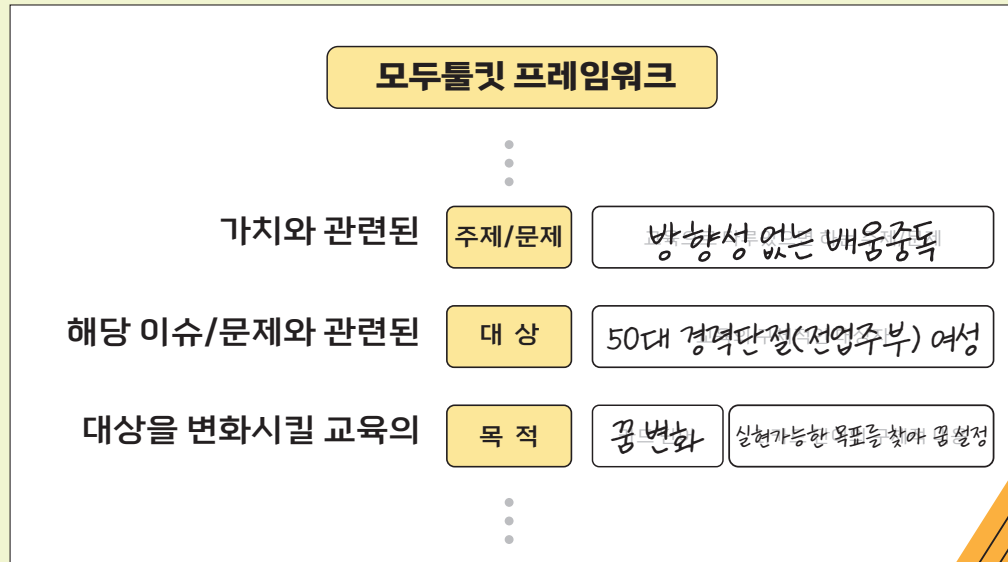 모두툴킷 프레임워크
가치와 관련된 주제/문제 방향성 없는 배움중독
해당 이슈/문제와 관련된 대 상 50대 경력단절(전업주부) 여성
대상을 변화시킬 교육의 목 적 꿈 변화 실현가능한 목표를 찾아 꿈 설정